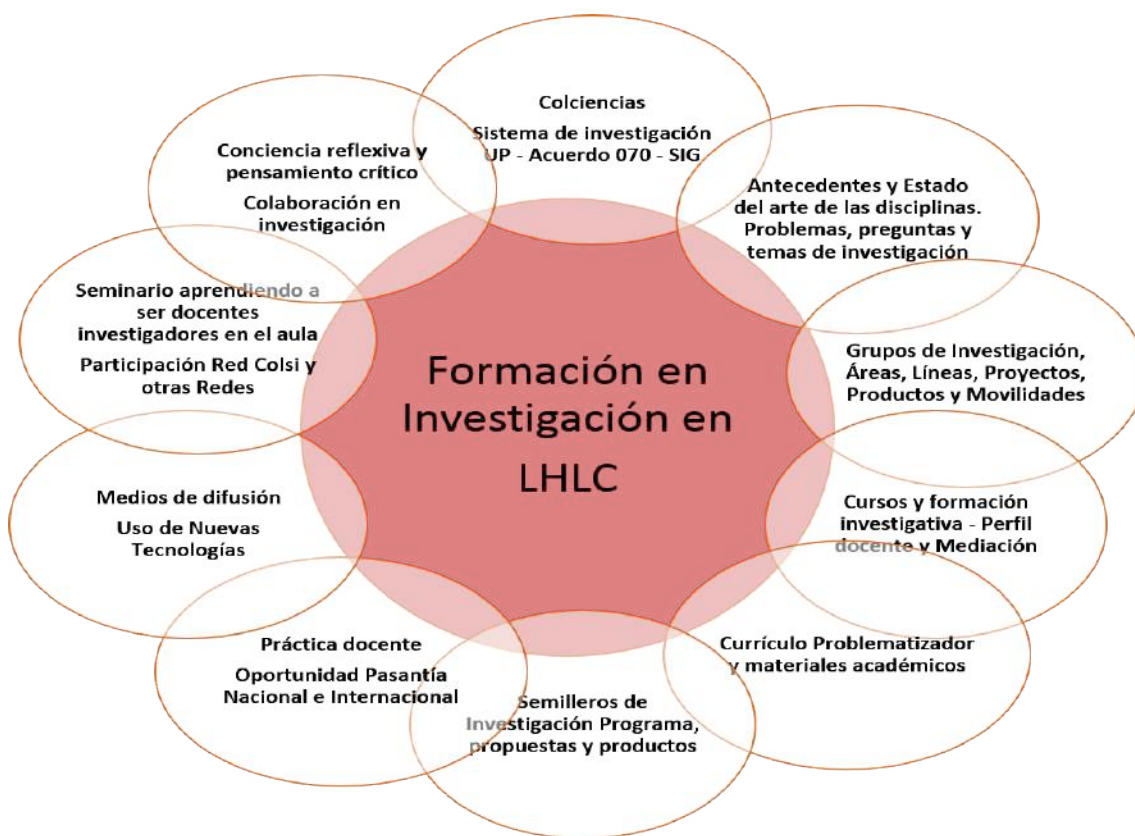 Colciencias
Sistema de investigación
UP - Acuerdo 070 - SIG
Antecedentes y Estado
del arte de las disciplinas.
Problemas, preguntas y
temas de investigación
Grupos de Investigación,
Áreas, Líneas, Proyectos,
Productos y Movilidades
Cursos y formación
investigativa - Perfil
docente y Mediación
Currículo Problematizador
y materiales académicos
Semilleros de
Investigación Programa,
propuestas y productos
Práctica docente
Oportunidad Pasantía
Nacional e Internacional
Medios de difusión
Uso de Nuevas
Tecnologías
Seminario aprendiendo a
ser docentes
investigadores en el aula
Participación Red Colsi y
otras Redes
Conciencia reflexiva y
pensamiento crítico
Colaboración en
investigación
Formación en
Investigación en
LHLC